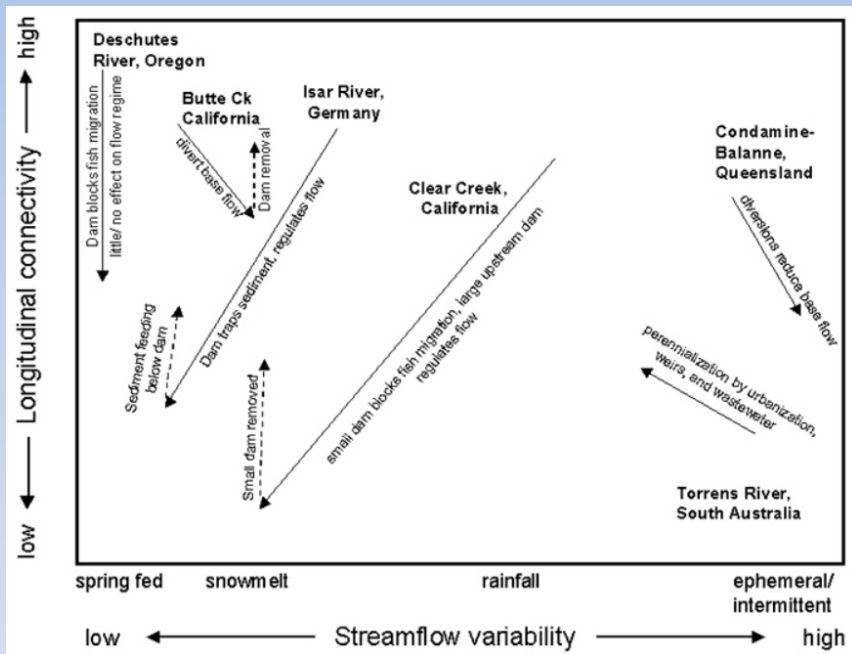 high
Longitudinal connectivity
low
Deschutes
River, Oregon
Dam blocks fish migration
little/ no effect on flow regime
Butte Ck
California
divert base flow
Dam removal
Isar River,
Germany
Dam traps sediment, regulates flow
Sediment feeding
below dam
Clear Creek,
California
small dam blocks fish migration, large upstream dam
regulates flow
Small dam removed
Condamine-
Balanne,
Queensland
diversions reduce base flow
perennialization by urbanization,
weirs, and wastewater
Torrens River,
South Australia
spring fed
snowmelt
rainfall
ephemeral/
intermittent
low
Streamflow variability
high